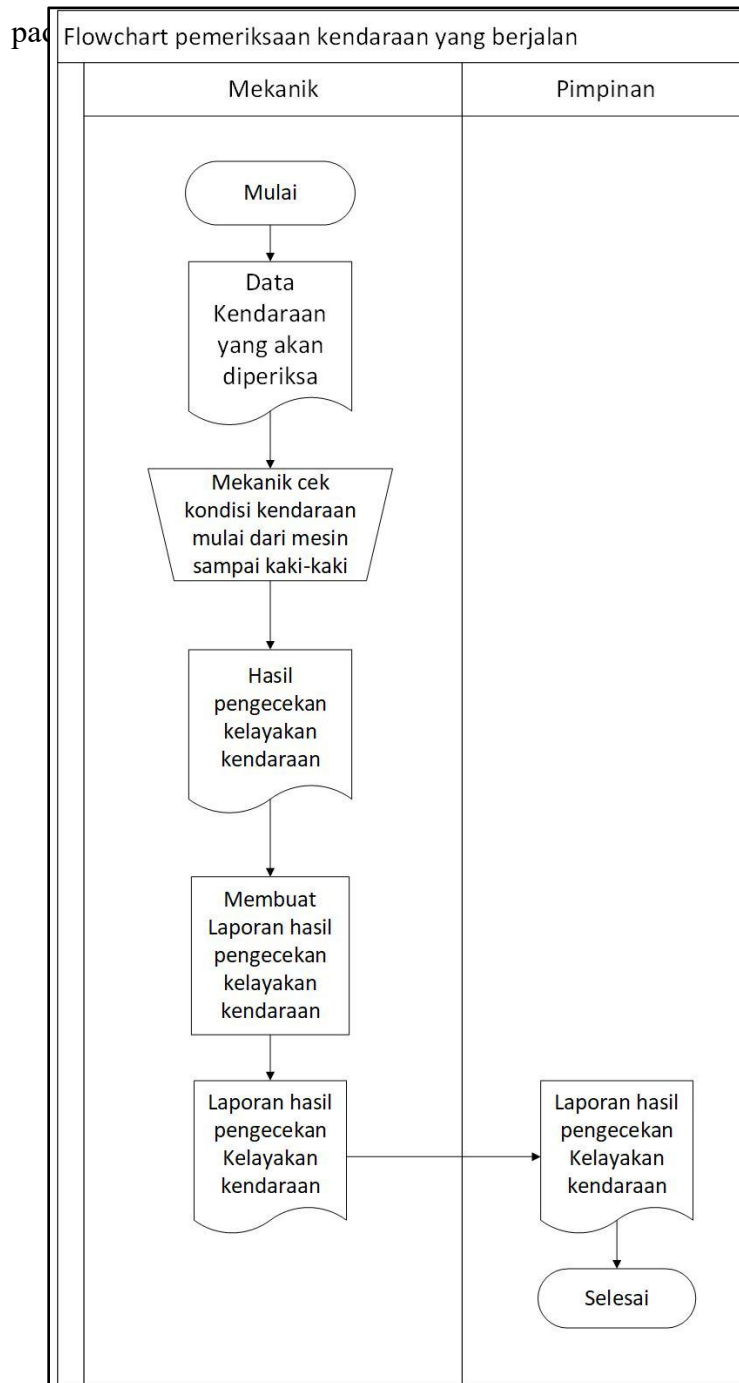 Flowchart pemeriksaan kendaraan yang berjalan
Mekanik
Pimpinan
Mulai
Data
Kendaraan
yang akan
diperiksa
Mekanik cek
kondisi kendaraan
mulai dari mesin
sampai kaki-kaki
Hasil
pengecekan
kelayakan
kendaraan
Membuat
Laporan hasil
pengecekan
kelayakan
kendaraan
Laporan hasil
pengecekan
Kelayakan
kendaraan
Laporan hasil
pengecekan
Kelayakan
kendaraan
Selesai